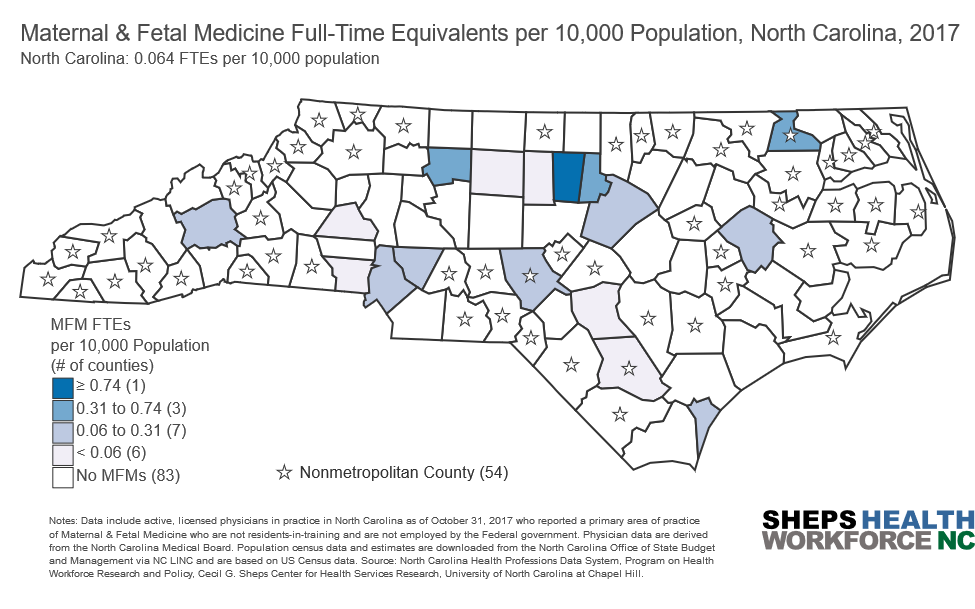 Maternal & Fetal Medicine Full-Time Equivalents per 10,000 Population, North Carolina, 2017
North Carolina: 0.064 FTEs per 10,000 population
MFM FTEs
per 10,000 Population
(# of counties)
≥ 0.74 (1)
0.31 to 0.74 (3)
0.06 to 0.31 (7)
< 0.06 (6)
No MFMs (83)
Nonmetropolitan County (54)
Notes: Data include active, licensed physicians in practice in North Carolina as of October 31, 2017 who reported a primary area of practice
of Maternal & Fetal Medicine who are not residents-in-training and are not employed by the Federal government. Physician data are derived
from the North Carolina Medical Board. Population census data and estimates are downloaded from the North Carolina Office of State Budget
and Management via NC LINC and are based on US Census data. Source: North Carolina Health Professions Data System, Program on Health
Workforce Research and Policy, Cecil G. Sheps Center for Health Services Research, University of North Carolina at Chapel Hill.
SHEPS HEALTH
WORKFORCE NC